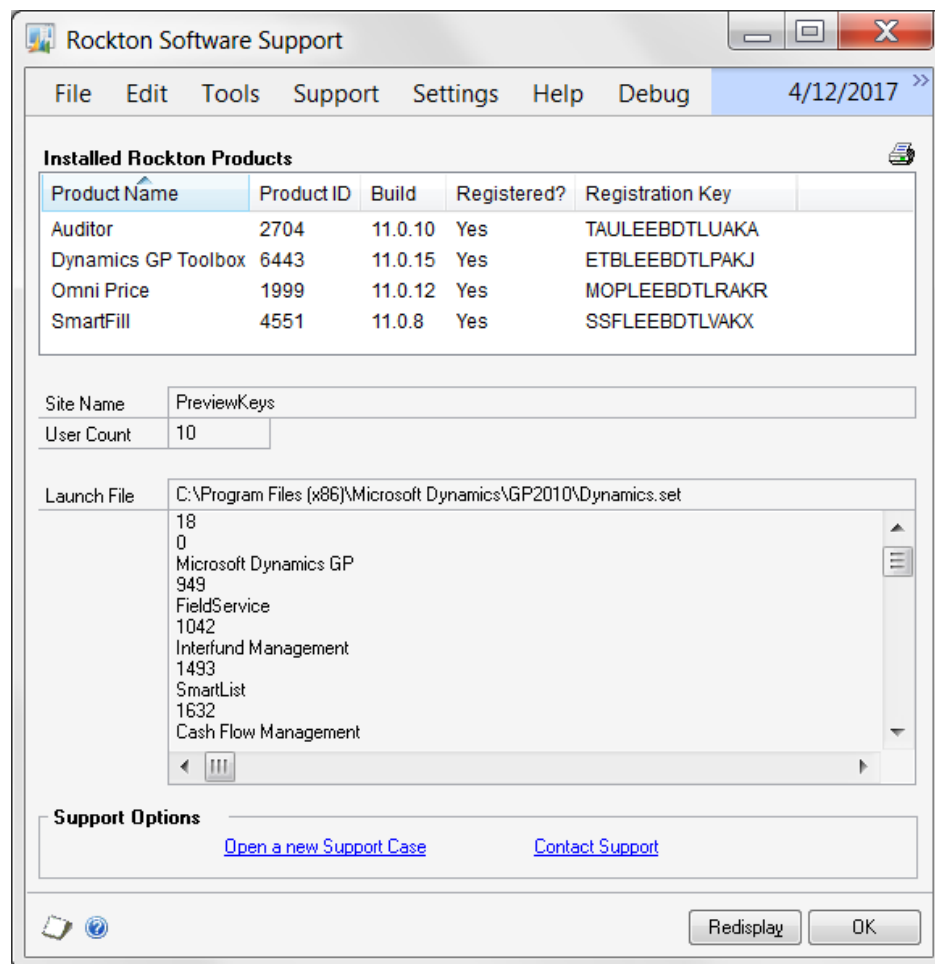 Rockton Software Support
File Edit Tools Support Settings Help Debug 4/12/2017 »
Installed Rockton Products
Product Name Product ID Build Registered? Registration Key
Auditor 2704 11.0.10 Yes TAULEEBDTLUAKA
Dynamics GP Toolbox 6443 11.0.15 Yes ETBLEEBDTLPAKJ
Omni Price 1999 11.0.12 Yes MOPLEEBDTLRAKR
SmartFill 4551 11.0.8 Yes SSFLEEBDTLVAKX
Site Name PreviewKeys
User Count 10
Launch File C:\Program Files (x86)\Microsoft Dynamics\GP2010\Dynamics.set
18
0
Microsoft Dynamics GP
949
FieldService
1042
Interfund Management
1493
SmartList
1632
Cash Flow Management
Support Options
Open a new Support Case Contact Support
Redisplay OK